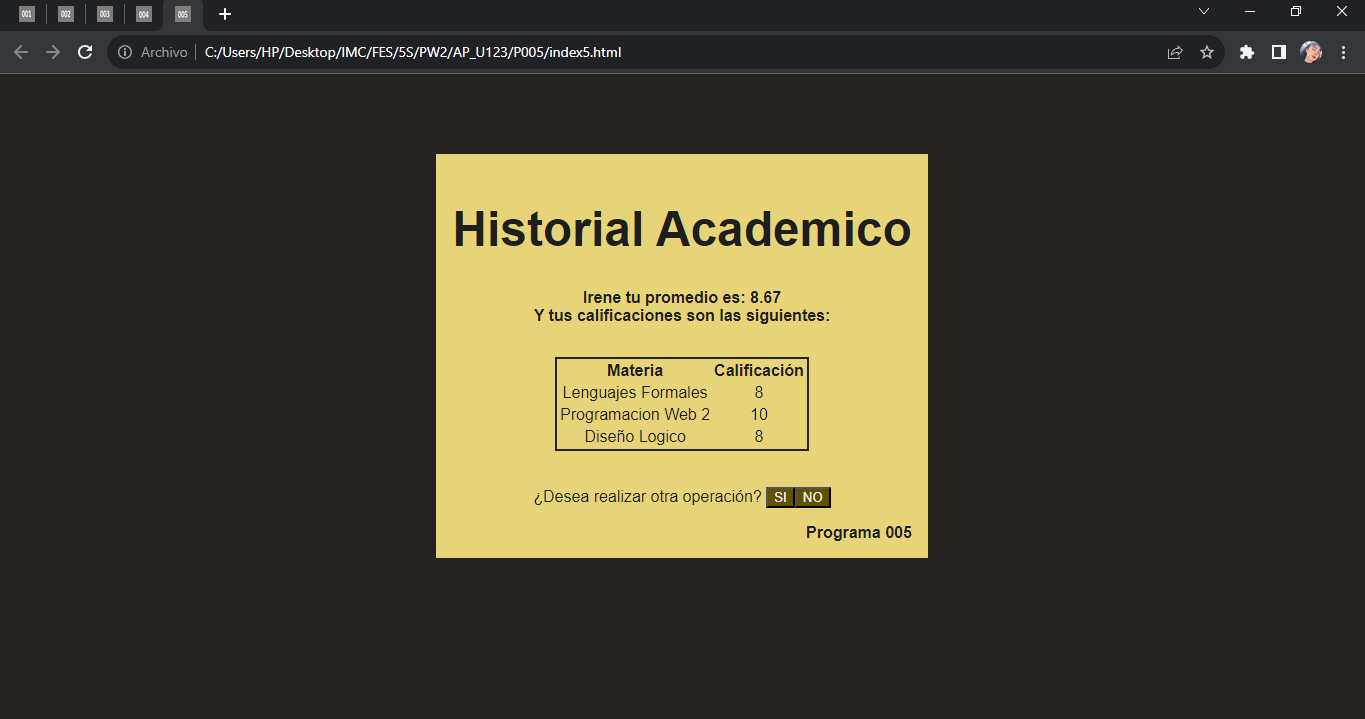 001 002 003 004 005
Archivo C:/Users/HP/Desktop/IMC/FES/5S/PW2/AP_U123/P005/index5.html
Historial Academico
Irene tu promedio es: 8.67
Y tus calificaciones son las siguientes:
Materia Calificación
Lenguajes Formales 8
Programacion Web 2 10
Diseño Logico 8
¿Desea realizar otra operación? SI NO
Programa 005